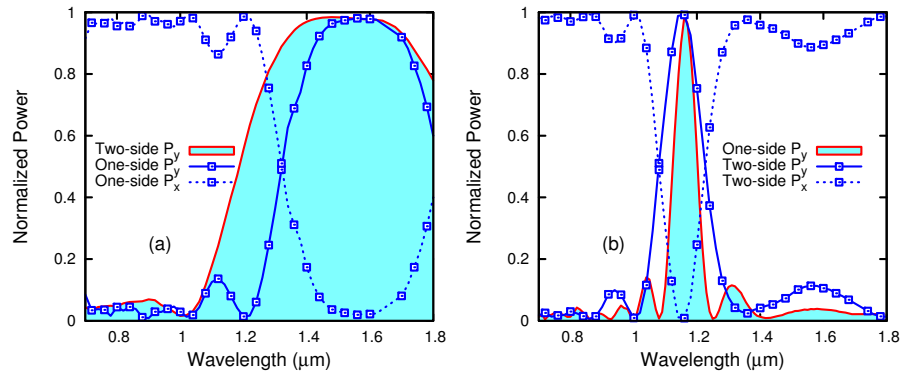 1
0.8
0.6
0.4
0.2
0
Normalized Power
Two-side P_y
One-side P_y
One-side P_x
(a)
0.8 1 1.2 1.4 1.6 1.8
Wavelength (μm)
1
0.8
0.6
0.4
0.2
0
Normalized Power
One-side P_y
Two-side P_y
Two-side P_x
(b)
0.8 1 1.2 1.4 1.6 1.8
Wavelength (μm)